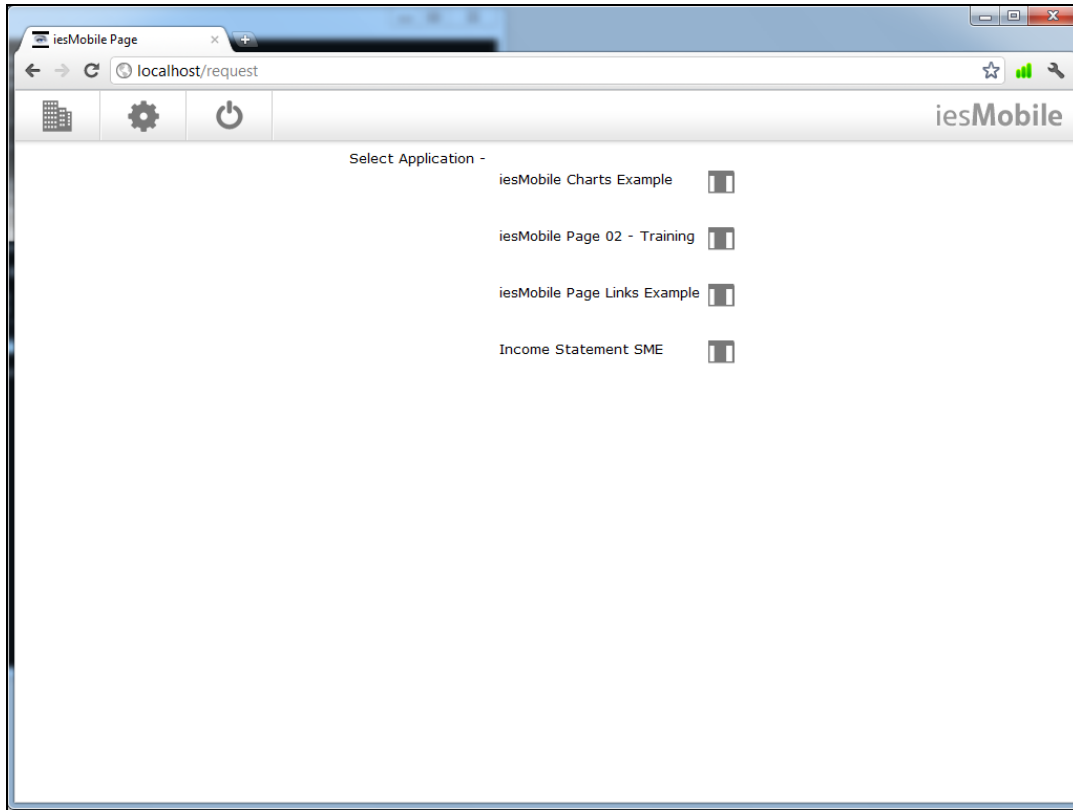 iesMobile Page
localhost/request
iesMobile
Select Application -
iesMobile Charts Example
iesMobile Page 02 - Training
iesMobile Page Links Example
Income Statement SME